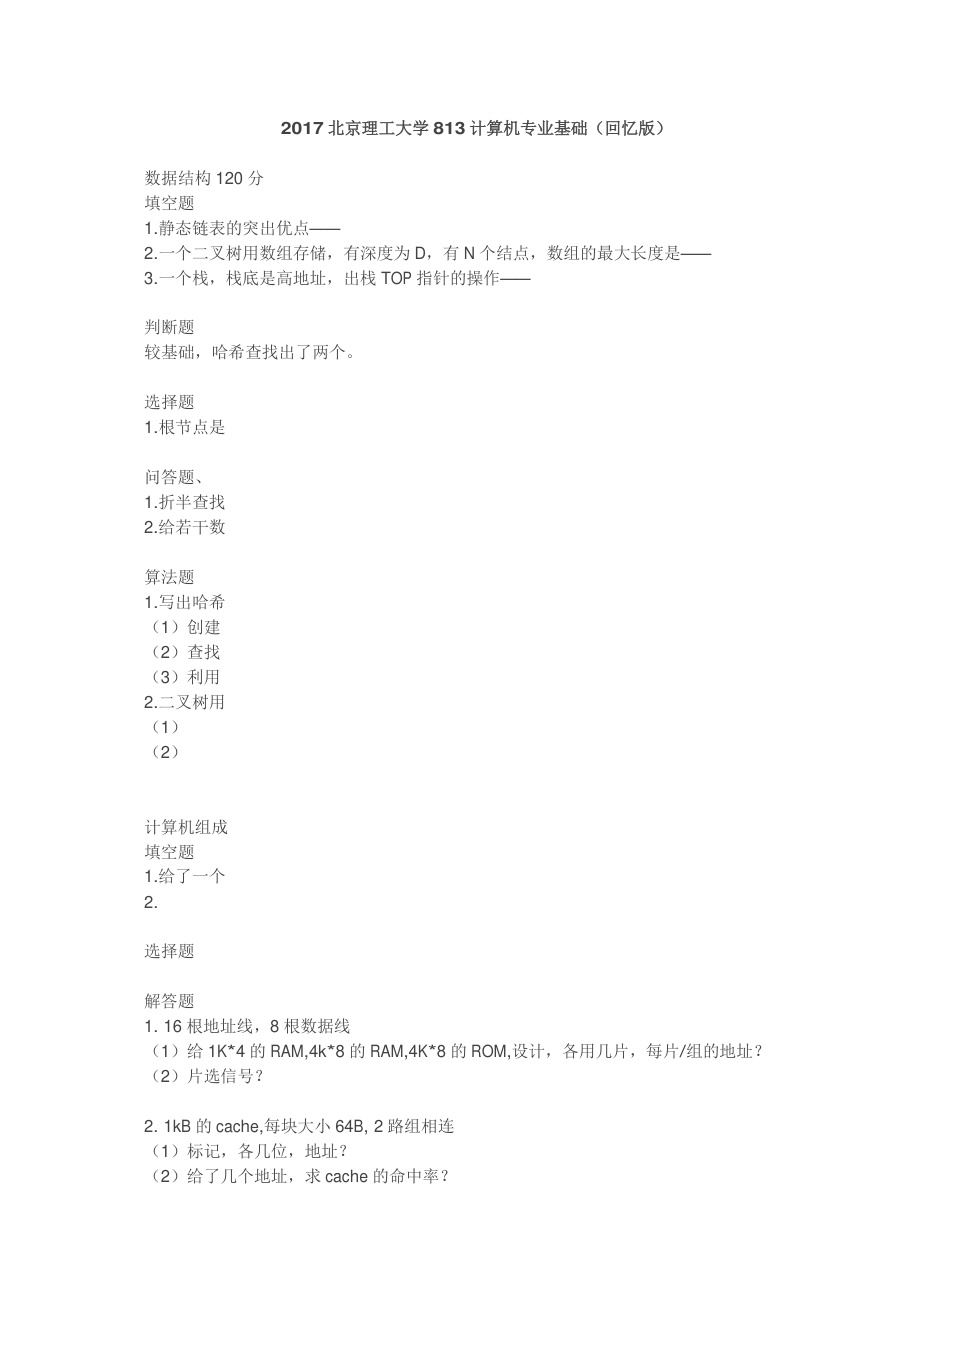 2017 北京理工大学 813 计算机专业基础（回忆版）
数据结构 120 分
填空题
1.静态链表的突出优点——
2.一个二叉树用数组存储，有深度为 D，有 N 个结点，数组的最大长度是——
3.一个栈，栈底是高地址，出栈 TOP 指针的操作——
判断题
较基础，哈希查找出了两个。
选择题
1.根节点是
问答题、
1.折半查找
2.给若干数
算法题
1.写出哈希
（1）创建
（2）查找
（3）利用
2.二叉树用
（1）
（2）
计算机组成
填空题
1.给了一个
2.
选择题
解答题
1. 16 根地址线，8 根数据线
（1）给 1K*4 的 RAM,4k*8 的 RAM,4K*8 的 ROM,设计，各用几片，每片/组的地址？
（2）片选信号？
2. 1kB 的 cache,每块大小 64B, 2 路组相连
（1）标记，各几位，地址？
（2）给了几个地址，求 cache 的命中率？